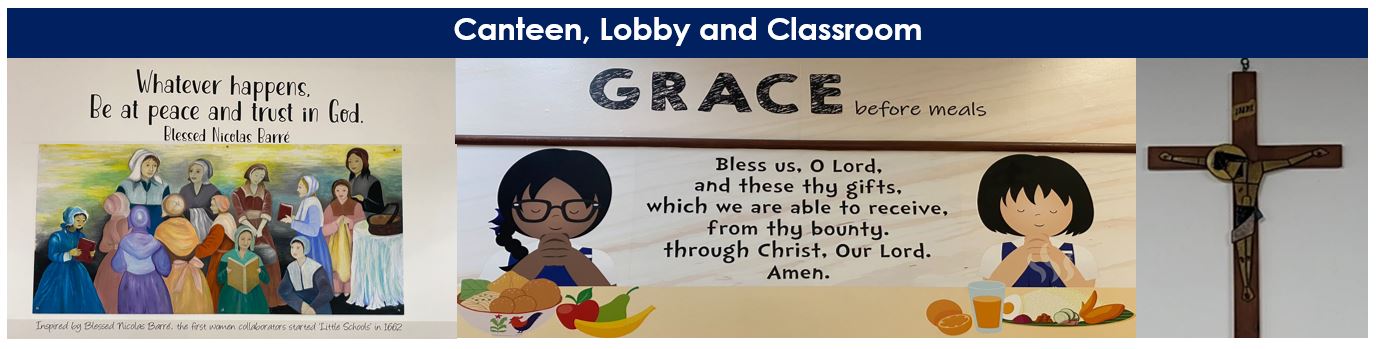 Canteen, Lobby and Classroom
Whatever happens,
Be at peace and trust in God.
Blessed Nicolas Barré
Inspired by Blessed Nicolas Barré, the first women collaborators started 'Little Schools' in 1662
GRACE before meals
Bless us, O Lord,
and these thy gifts,
which we are able to receive,
from thy bounty.
through Christ, Our Lord.
Amen.